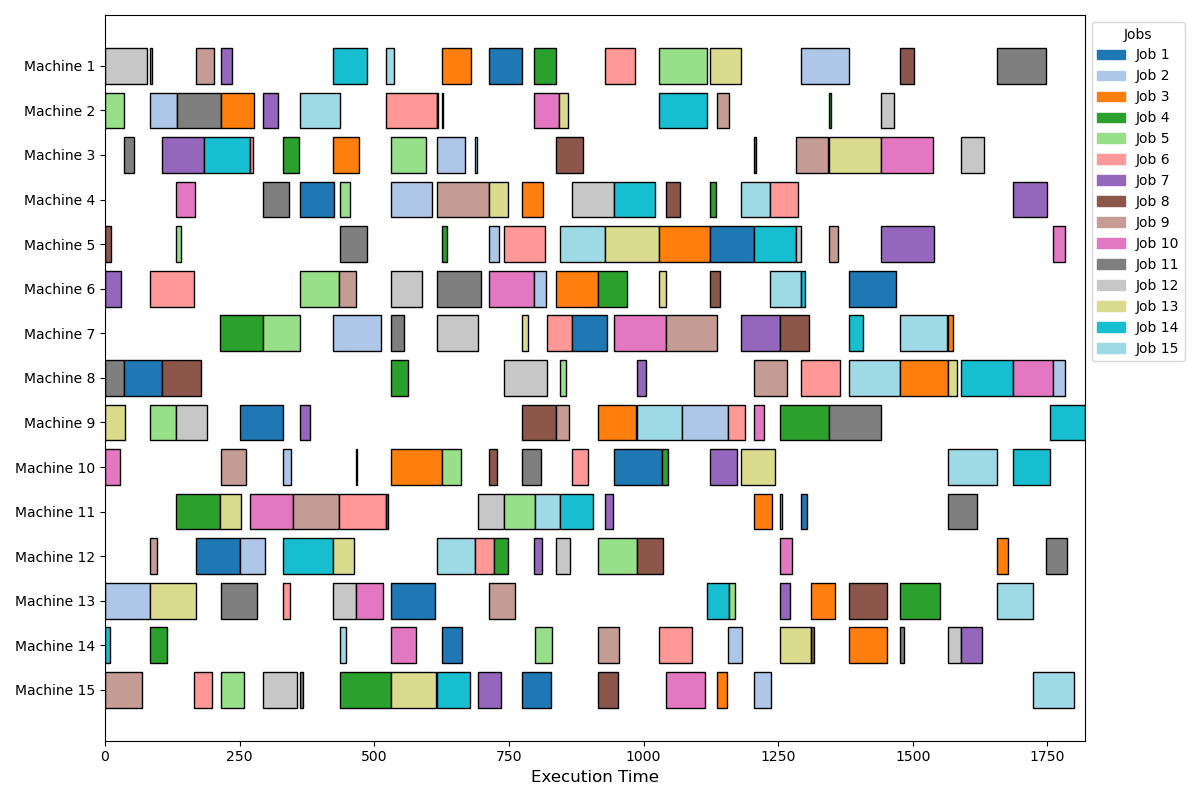 Machine 1
Machine 2
Machine 3
Machine 4
Machine 5
Machine 6
Machine 7
Machine 8
Machine 9
Machine 10
Machine 11
Machine 12
Machine 13
Machine 14
Machine 15
0 250 500 750 1000 1250 1500 1750
Execution Time
Jobs
Job 1
Job 2
Job 3
Job 4
Job 5
Job 6
Job 7
Job 8
Job 9
Job 10
Job 11
Job 12
Job 13
Job 14
Job 15